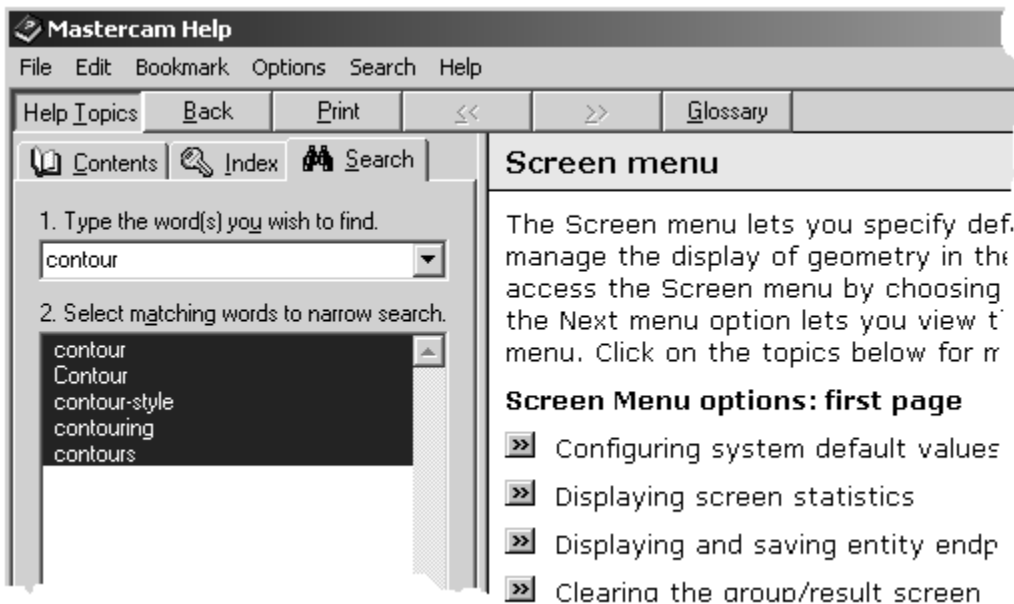 Mastercam Help
File Edit Bookmark Options Search Help
Help Topics Back Print << >> Glossary
Contents Index Search
1. Type the word(s) you wish to find.
contour
2. Select matching words to narrow search.
contour
Contour
contour-style
contouring
contours
Screen menu
The Screen menu lets you specify def
manage the display of geometry in the
access the Screen menu by choosing
the Next menu option lets you view t
menu. Click on the topics below for
Screen Menu options: first page
Configuring system default values
Displaying screen statistics
Displaying and saving entity endp
Clearing the group/result screen